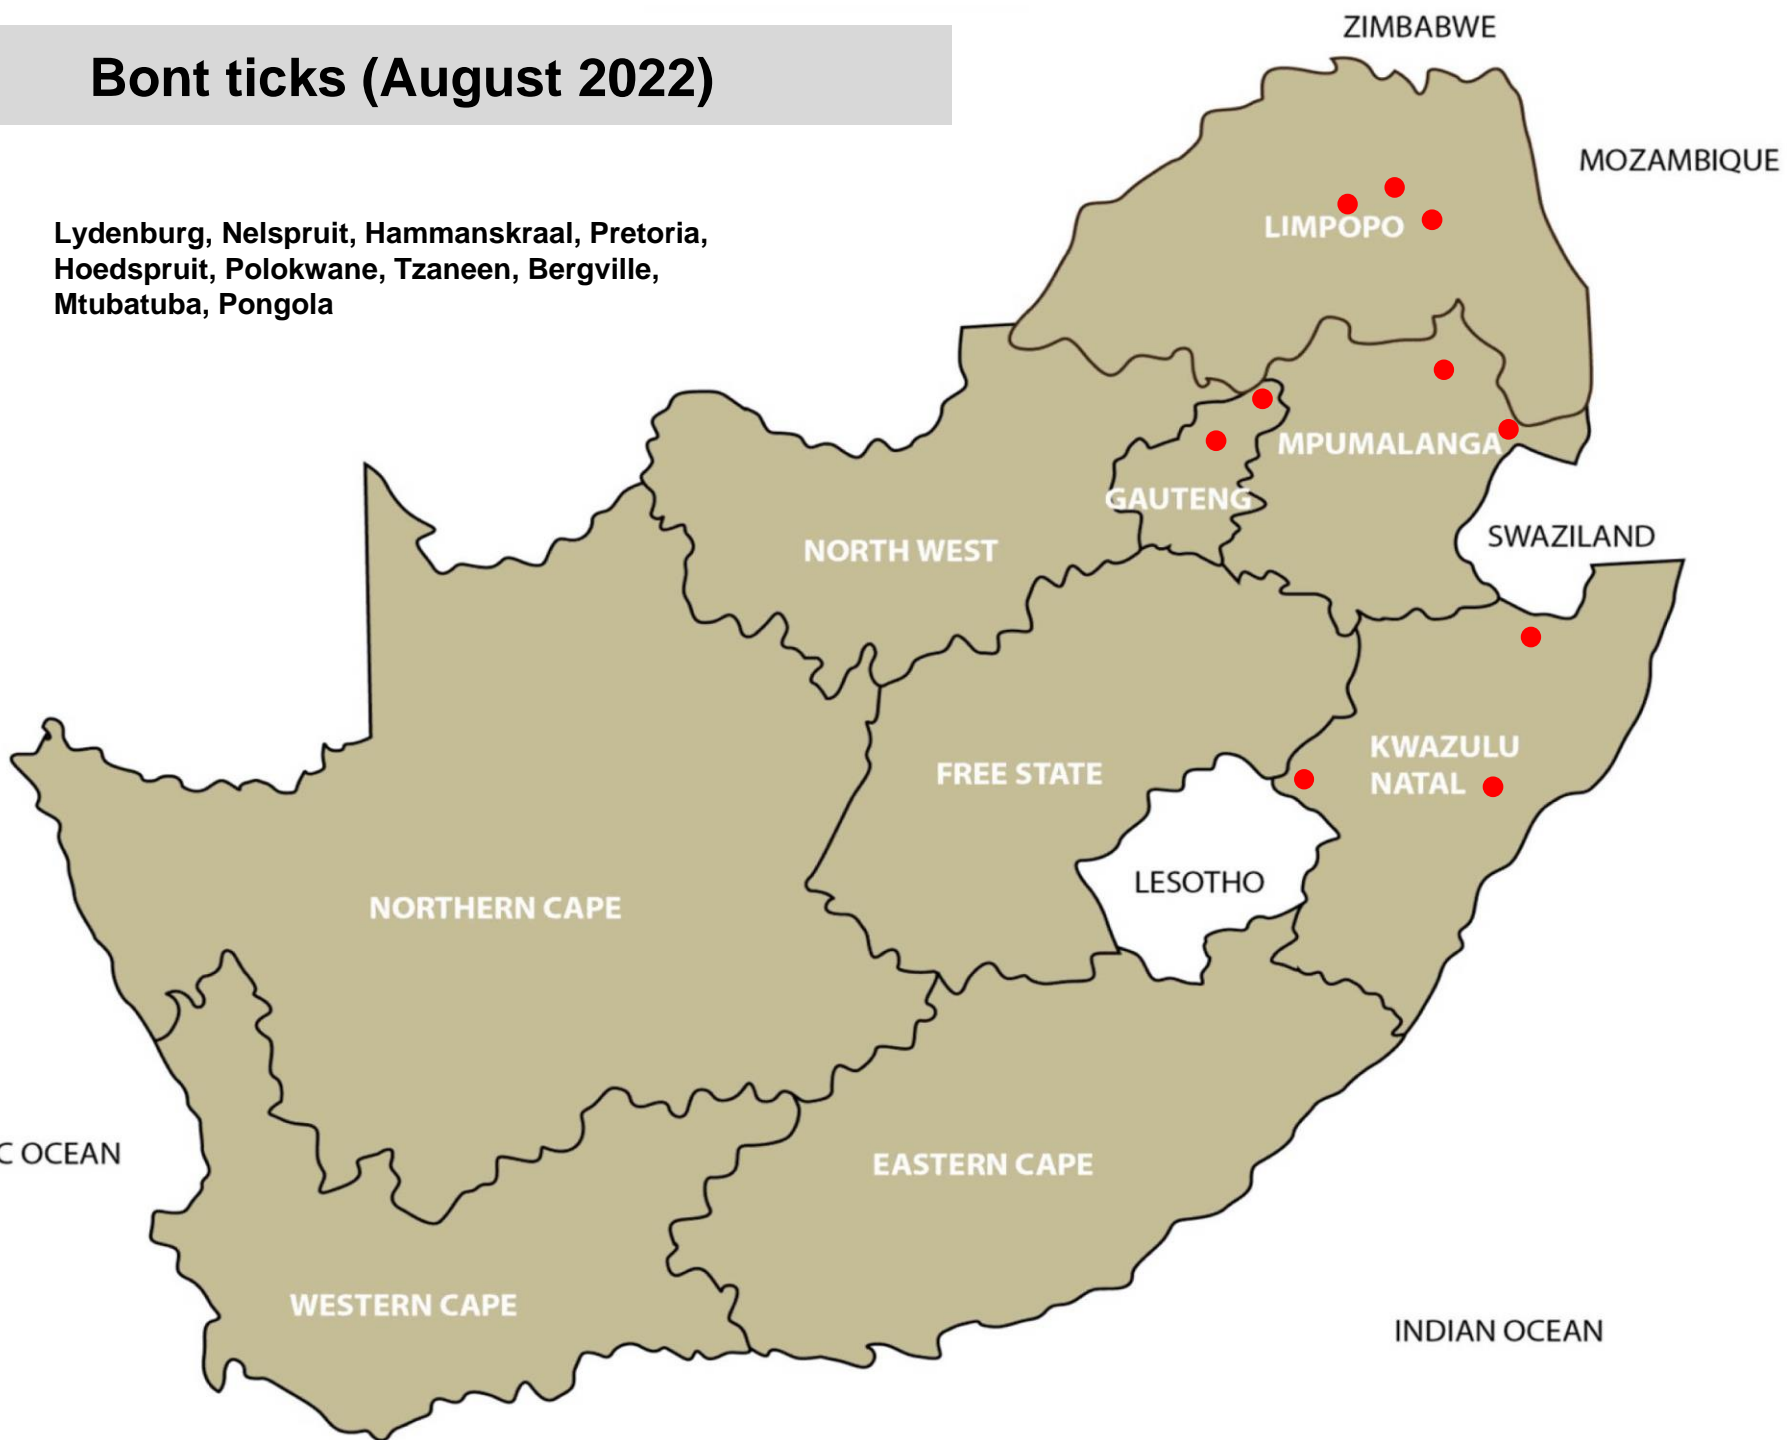 ZIMBABWE
Bont ticks (August 2022)
MOZAMBIQUE
Lydenburg, Nelspruit, Hammanskraal, Pretoria,
Hoedspruit, Polokwane, Tzaneen, Bergville,
Mtubatuba, Pongola
LIMPOPO
MPUMALANGA
GAUTENG
SWAZILAND
NORTH WEST
KWAZULU
NATAL
FREE STATE
LESOTHO
NORTHERN CAPE
C OCEAN
EASTERN CAPE
WESTERN CAPE
INDIAN OCEAN